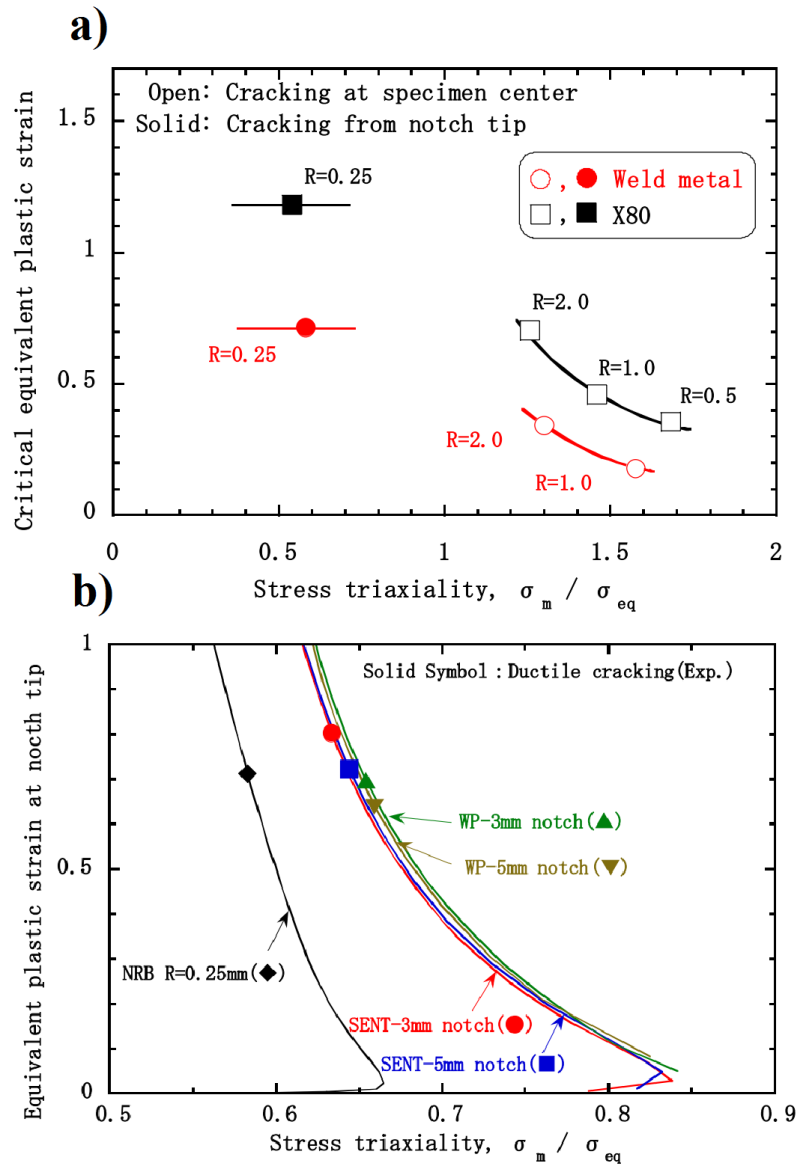 a)
Open: Cracking at specimen center
Solid: Cracking from notch tip
R=0.25
, Weld metal
, X80
R=0.25
R=2.0
R=1.0
R=0.5
R=2.0
R=1.0
Critical equivalent plastic strain
0
0.5
1
1.5
0
0.5
1
1.5
2
Stress triaxiality, σm / σeq
b)
Solid Symbol : Ductile cracking(Exp.)
WP-3mm notch(▲)
WP-5mm notch(▼)
NRB R=0.25mm(◆)
SENT-3mm notch(●)
SENT-5mm notch(■)
Equivalent plastic strain at nocth tip
0
0.5
1
0.5
0.6
0.7
0.8
0.9
Stress triaxiality, σm / σeq